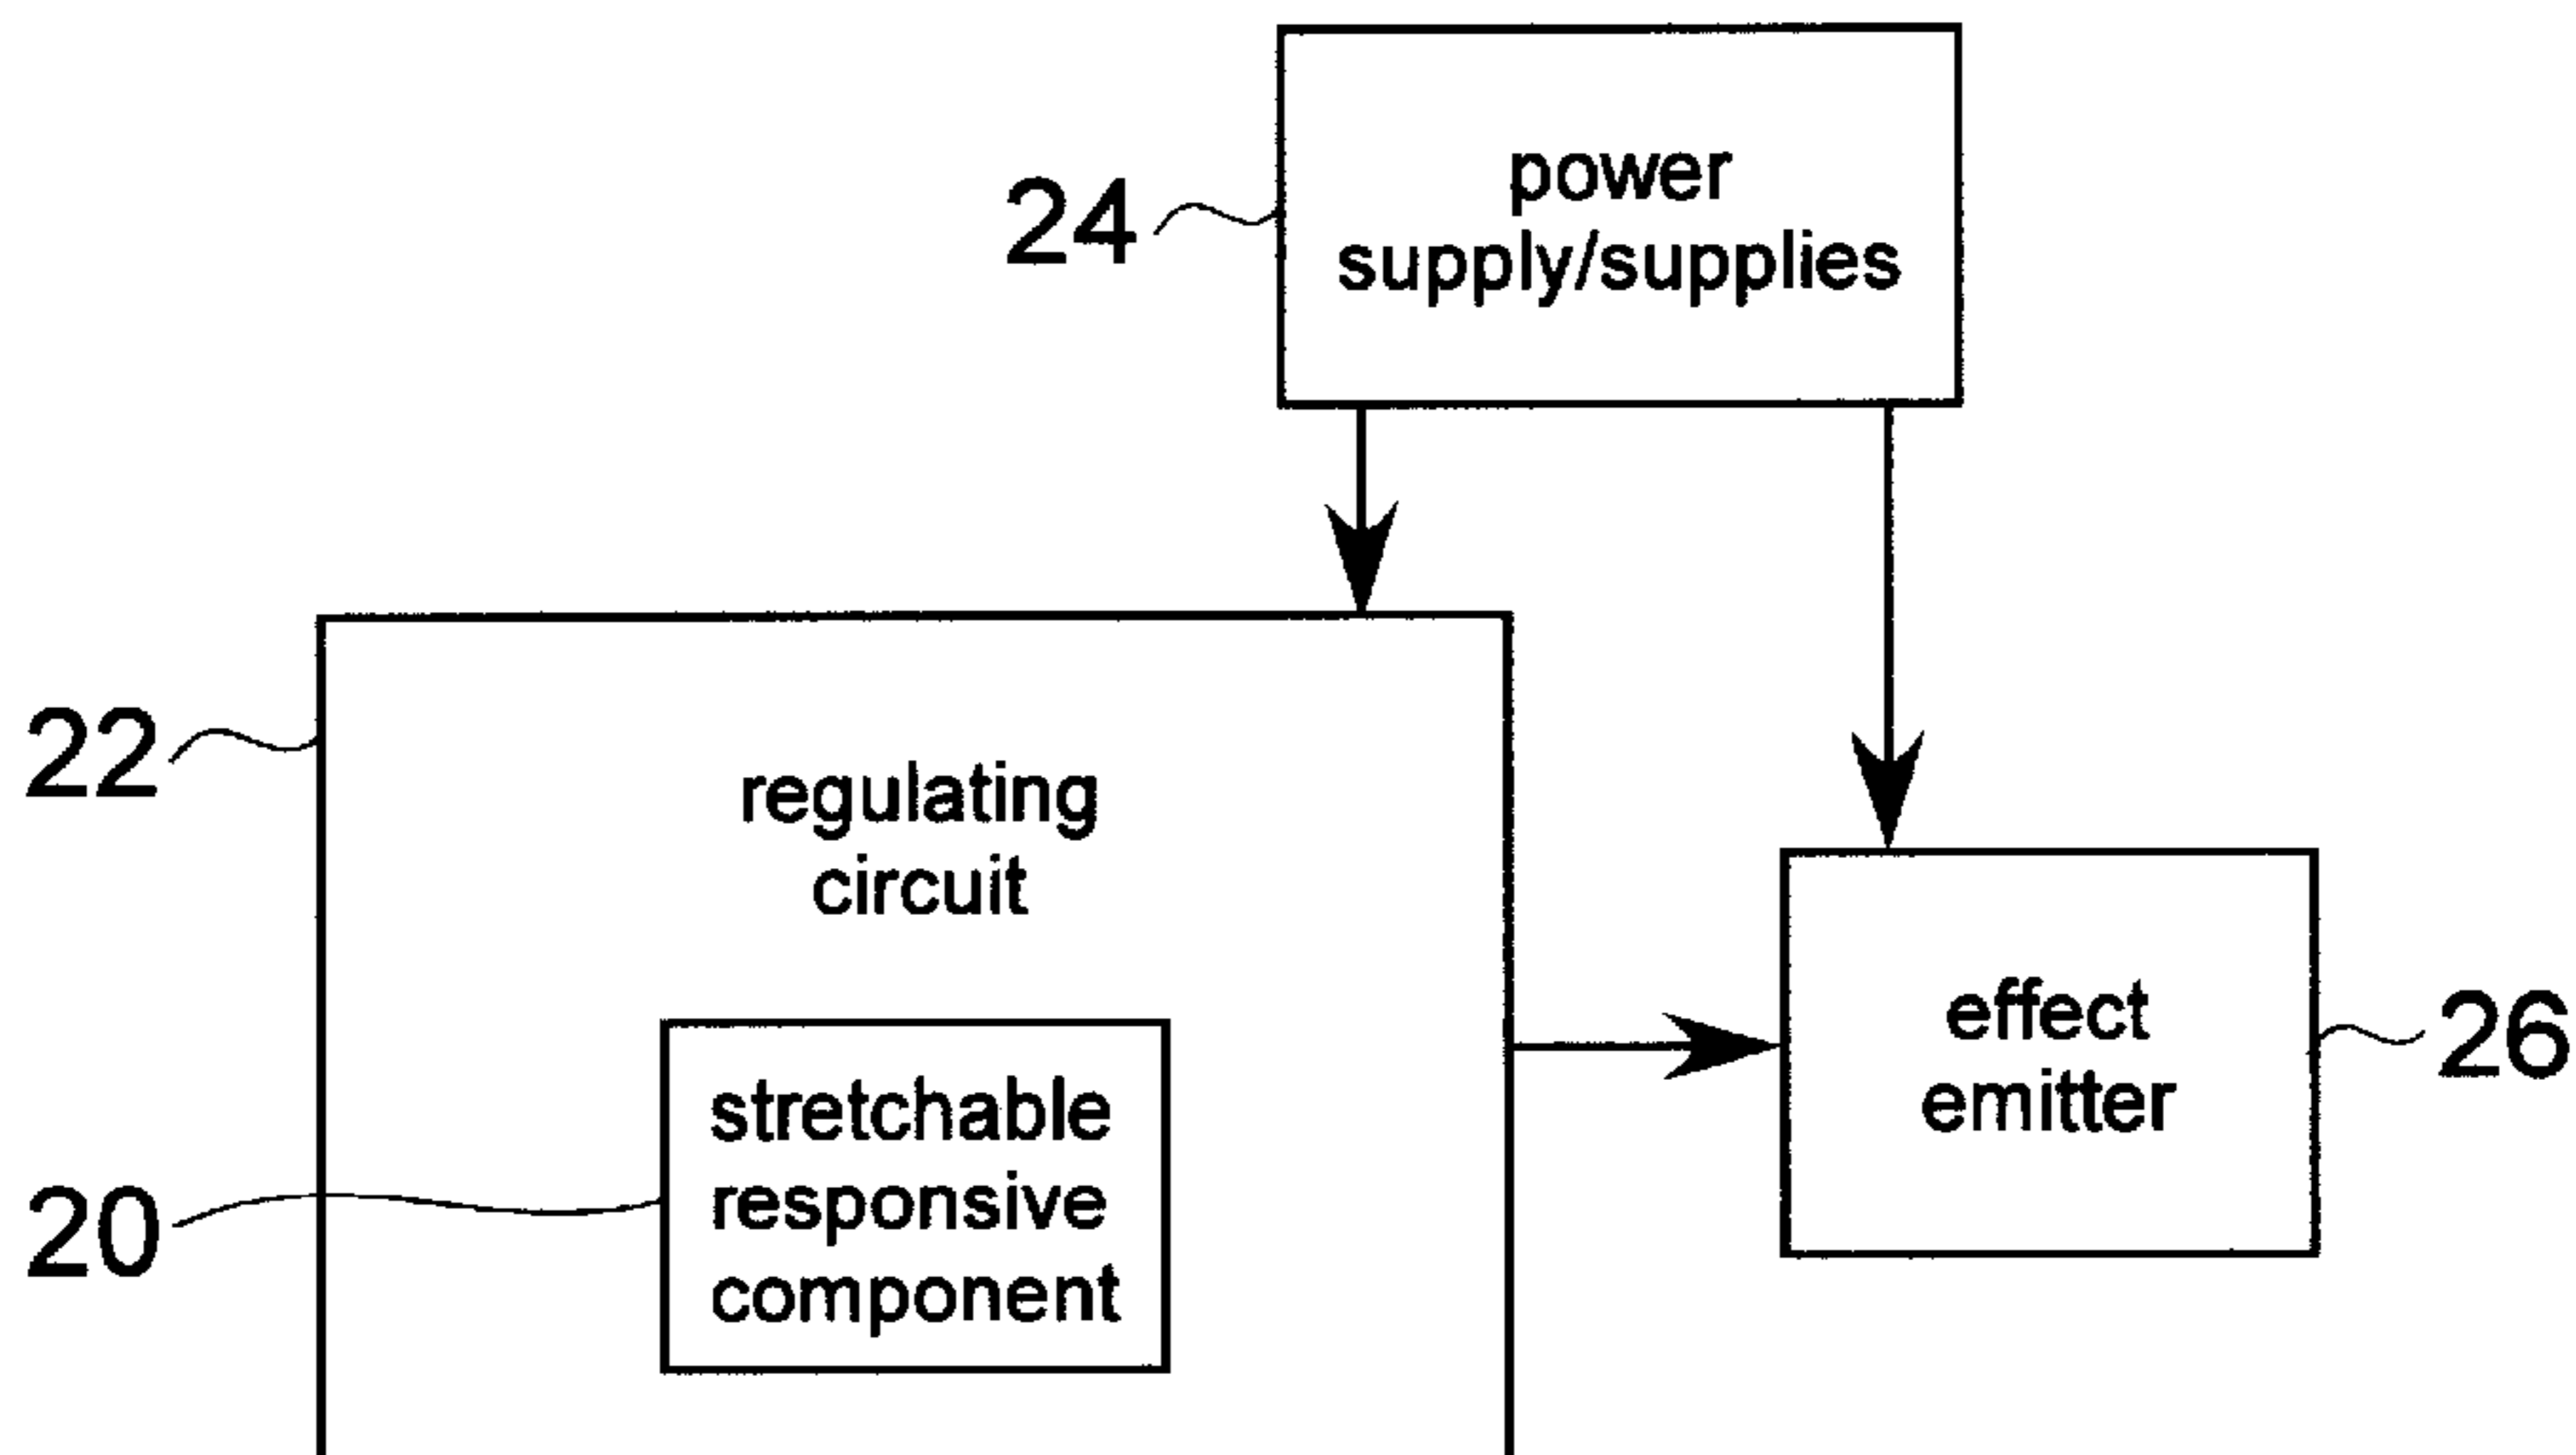 24
power
supply/supplies
22
regulating
circuit
effect
emitter
26
stretchable
responsive
component
20